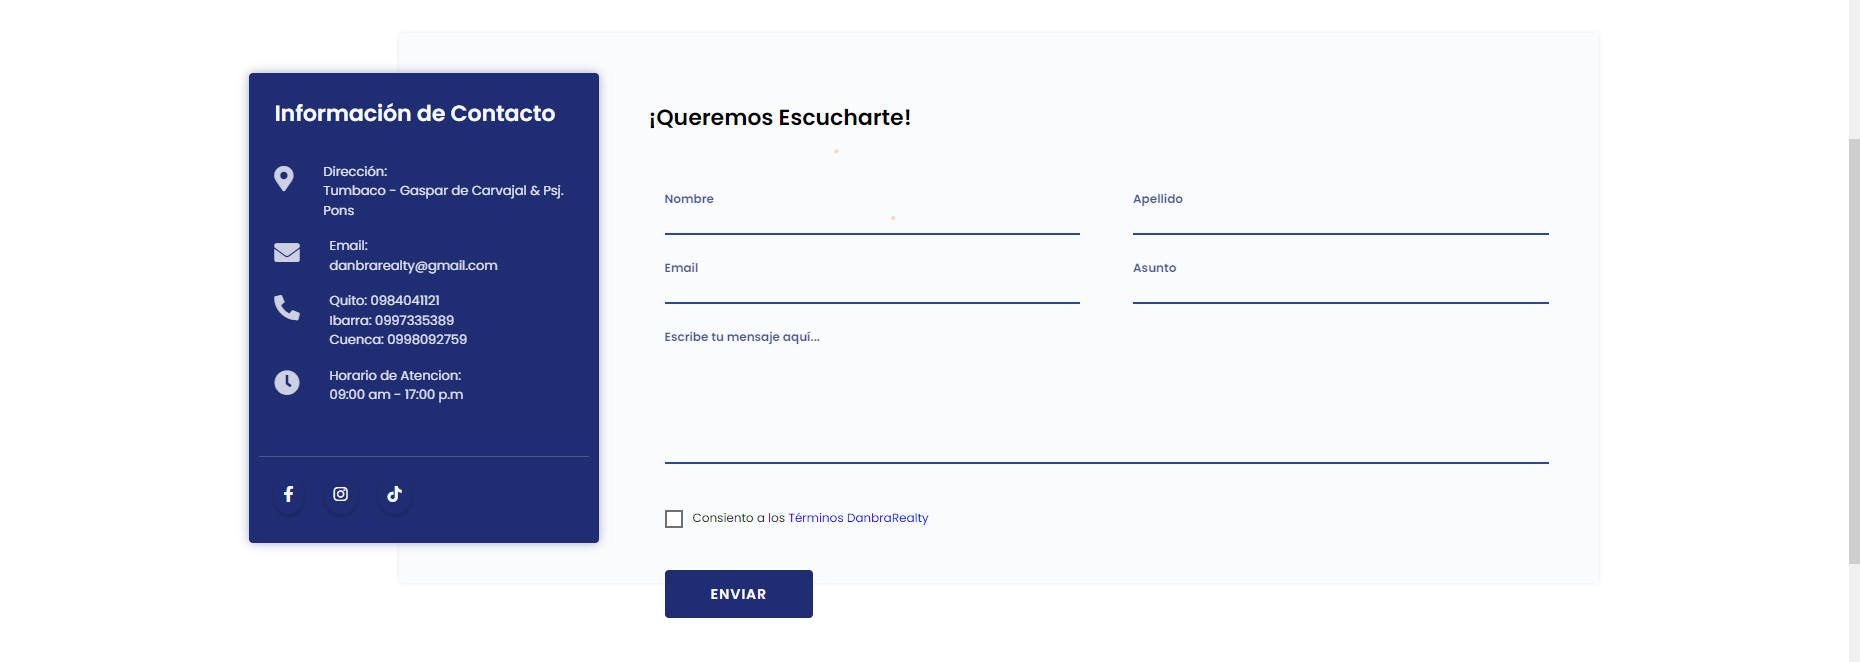 Información de Contacto
Dirección:
Tumbaco - Gaspar de Carvajal & Psj.
Pons
Email:
danbrarealty@gmail.com
Quito: 0984041121
Ibarra: 0997335389
Cuenca: 0998092759
Horario de Atencion:
09:00 am - 17:00 p.m
¡Queremos Escucharte!
Nombre
Apellido
Email
Asunto
Escribe tu mensaje aquí...
Consiento a los Términos DanbraRealty
ENVIAR